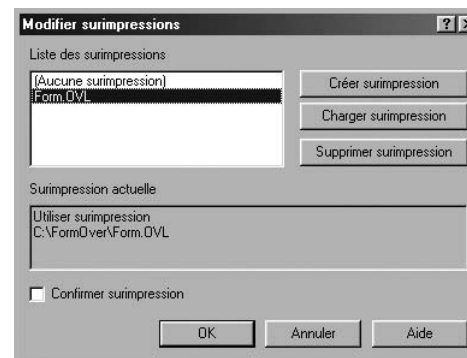 Modifier surimpressions
Liste des surimpressions
(Aucune surimpression)
Form.OVL
Créer surimpression
Charger surimpression
Supprimer surimpression
Surimpression actuelle
Utiliser surimpression
C:\FormOver\Form.OVL
Confirmer surimpression
OK
Annuler
Aide